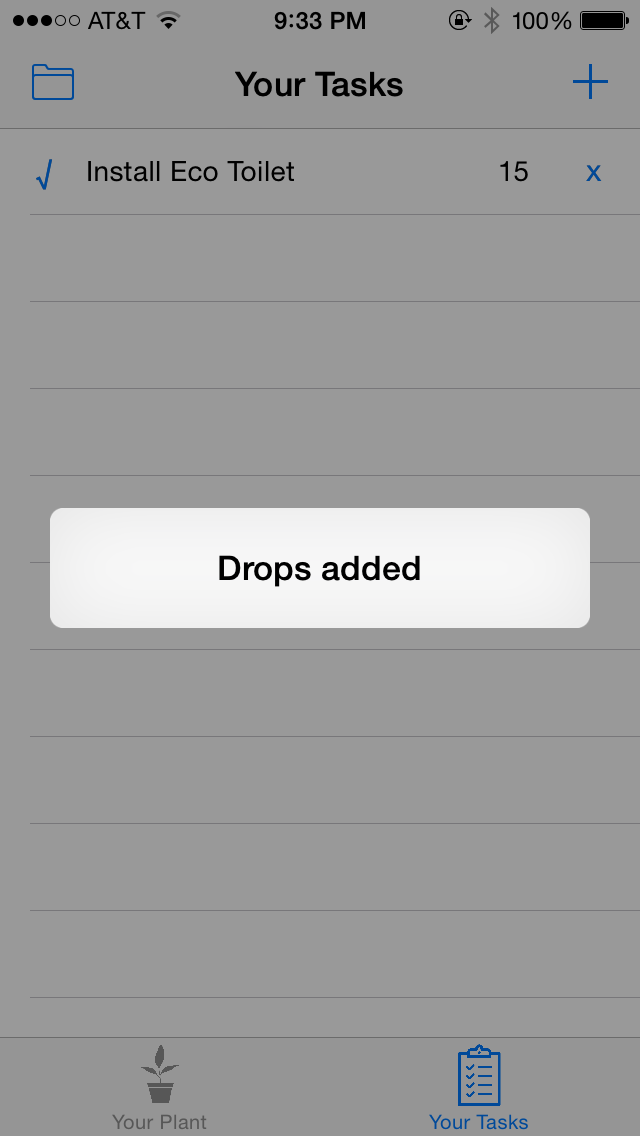 AT&T 9:33 PM 100%
Your Tasks
√ Install Eco Toilet 15 x
Drops added
Your Plant Your Tasks